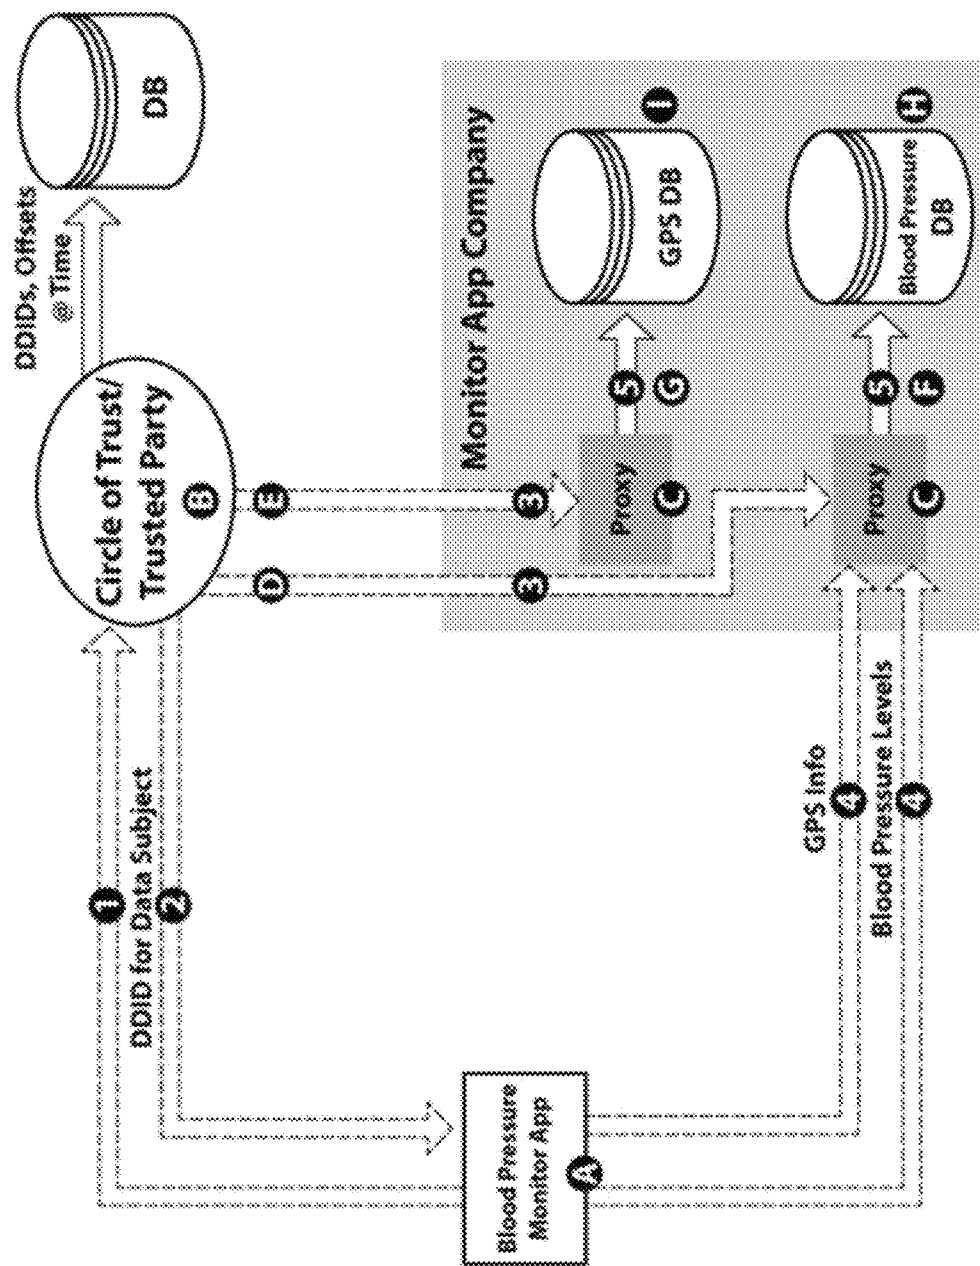 DDIDs, Offsets
@ Time
DB
Circle of Trust/
Trusted Party
B
1
DDID for Data Subject
2
D
E
Monitor App Company
3
3
Blood Pressure
Monitor App
A
Proxy
C
5
G
GPS DB
I
GPS Info
4
Blood Pressure Levels
4
Proxy
C
5
F
Blood Pressure
DB
H